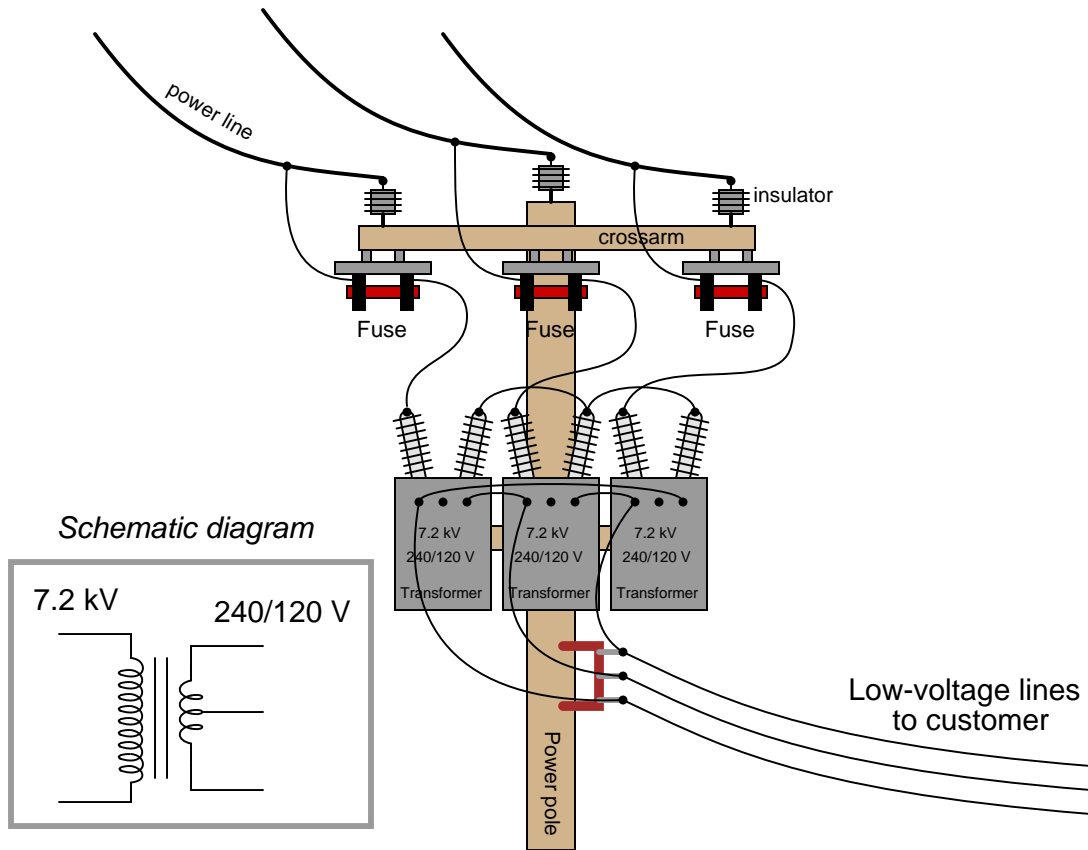 power line
insulator
crossarm
Fuse
Fuse
Fuse
7.2 kV
240/120 V
Transformer
7.2 kV
240/120 V
Transformer
7.2 kV
240/120 V
Transformer
Schematic diagram
7.2 kV
240/120 V
Low-voltage lines
to customer
Power pole